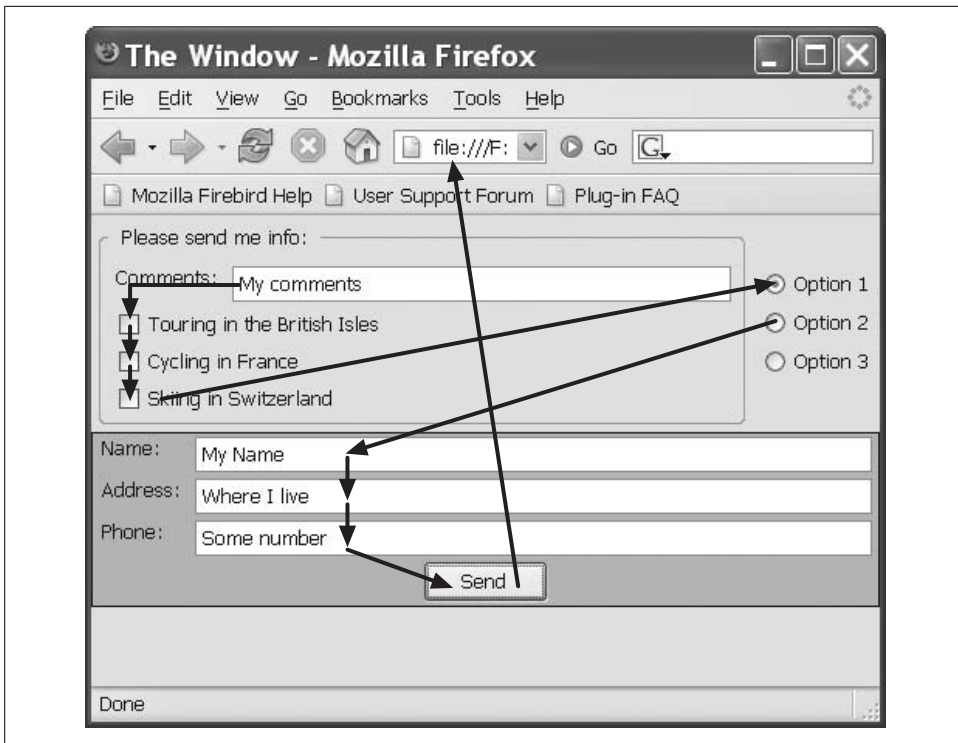 The Window - Mozilla Firefox
File Edit View Go Bookmarks Tools Help
file:///F: Go G
Mozilla Firebird Help User Support Forum Plug-in FAQ
Please send me info:
Comments: My comments
Option 1
Touring in the British Isles
Option 2
Cycling in France
Option 3
Skiing in Switzerland
Name: My Name
Address: Where I live
Phone: Some number
Send
Done